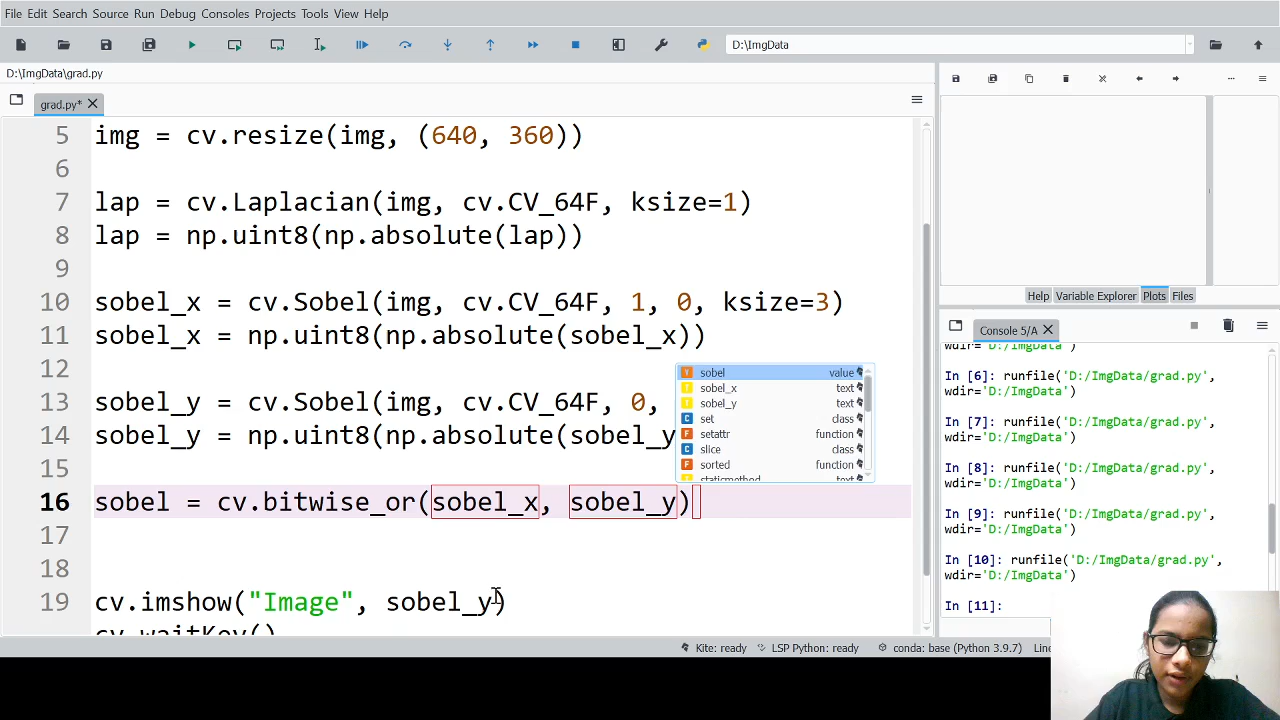 File Edit Search Source Run Debug Consoles Projects Tools View Help
D:\ImgData
D:\ImgData\grad.py
grad.py*
5 img = cv.resize(img, (640, 360))
6
7 lap = cv.Laplacian(img, cv.CV_64F, ksize=1)
8 lap = np.uint8(np.absolute(lap))
9
10 sobel_x = cv.Sobel(img, cv.CV_64F, 1, 0, ksize=3)
11 sobel_x = np.uint8(np.absolute(sobel_x))
12
13 sobel_y = cv.Sobel(img, cv.CV_64F, 0,
14 sobel_y = np.uint8(np.absolute(sobel_y
15
16 sobel = cv.bitwise_or(sobel_x, sobel_y)
17
18
19 cv.imshow("Image", sobel_y)
cv.waitKey()
sobel value
sobel_x text
sobel_y text
set class
setattr function
slice class
sorted function
staticmethod text
Help Variable Explorer Plots Files
Console 5/A
wdir='D:/ImgData')
In [6]: runfile('D:/ImgData/grad.py',
wdir='D:/ImgData')
In [7]: runfile('D:/ImgData/grad.py',
wdir='D:/ImgData')
In [8]: runfile('D:/ImgData/grad.py',
wdir='D:/ImgData')
In [9]: runfile('D:/ImgData/grad.py',
wdir='D:/ImgData')
In [10]: runfile('D:/ImgData/grad.py',
wdir='D:/ImgData')
In [11]:
Kite: ready LSP Python: ready conda: base (Python 3.9.7)